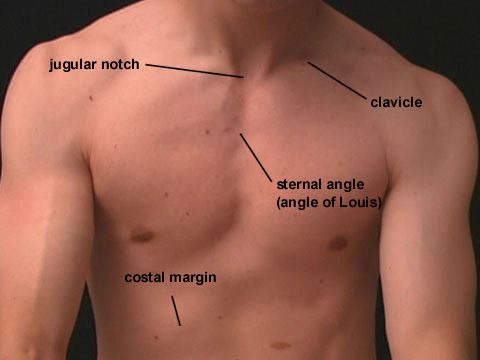 jugular notch
clavicle
sternal angle
(angle of Louis)
costal margin